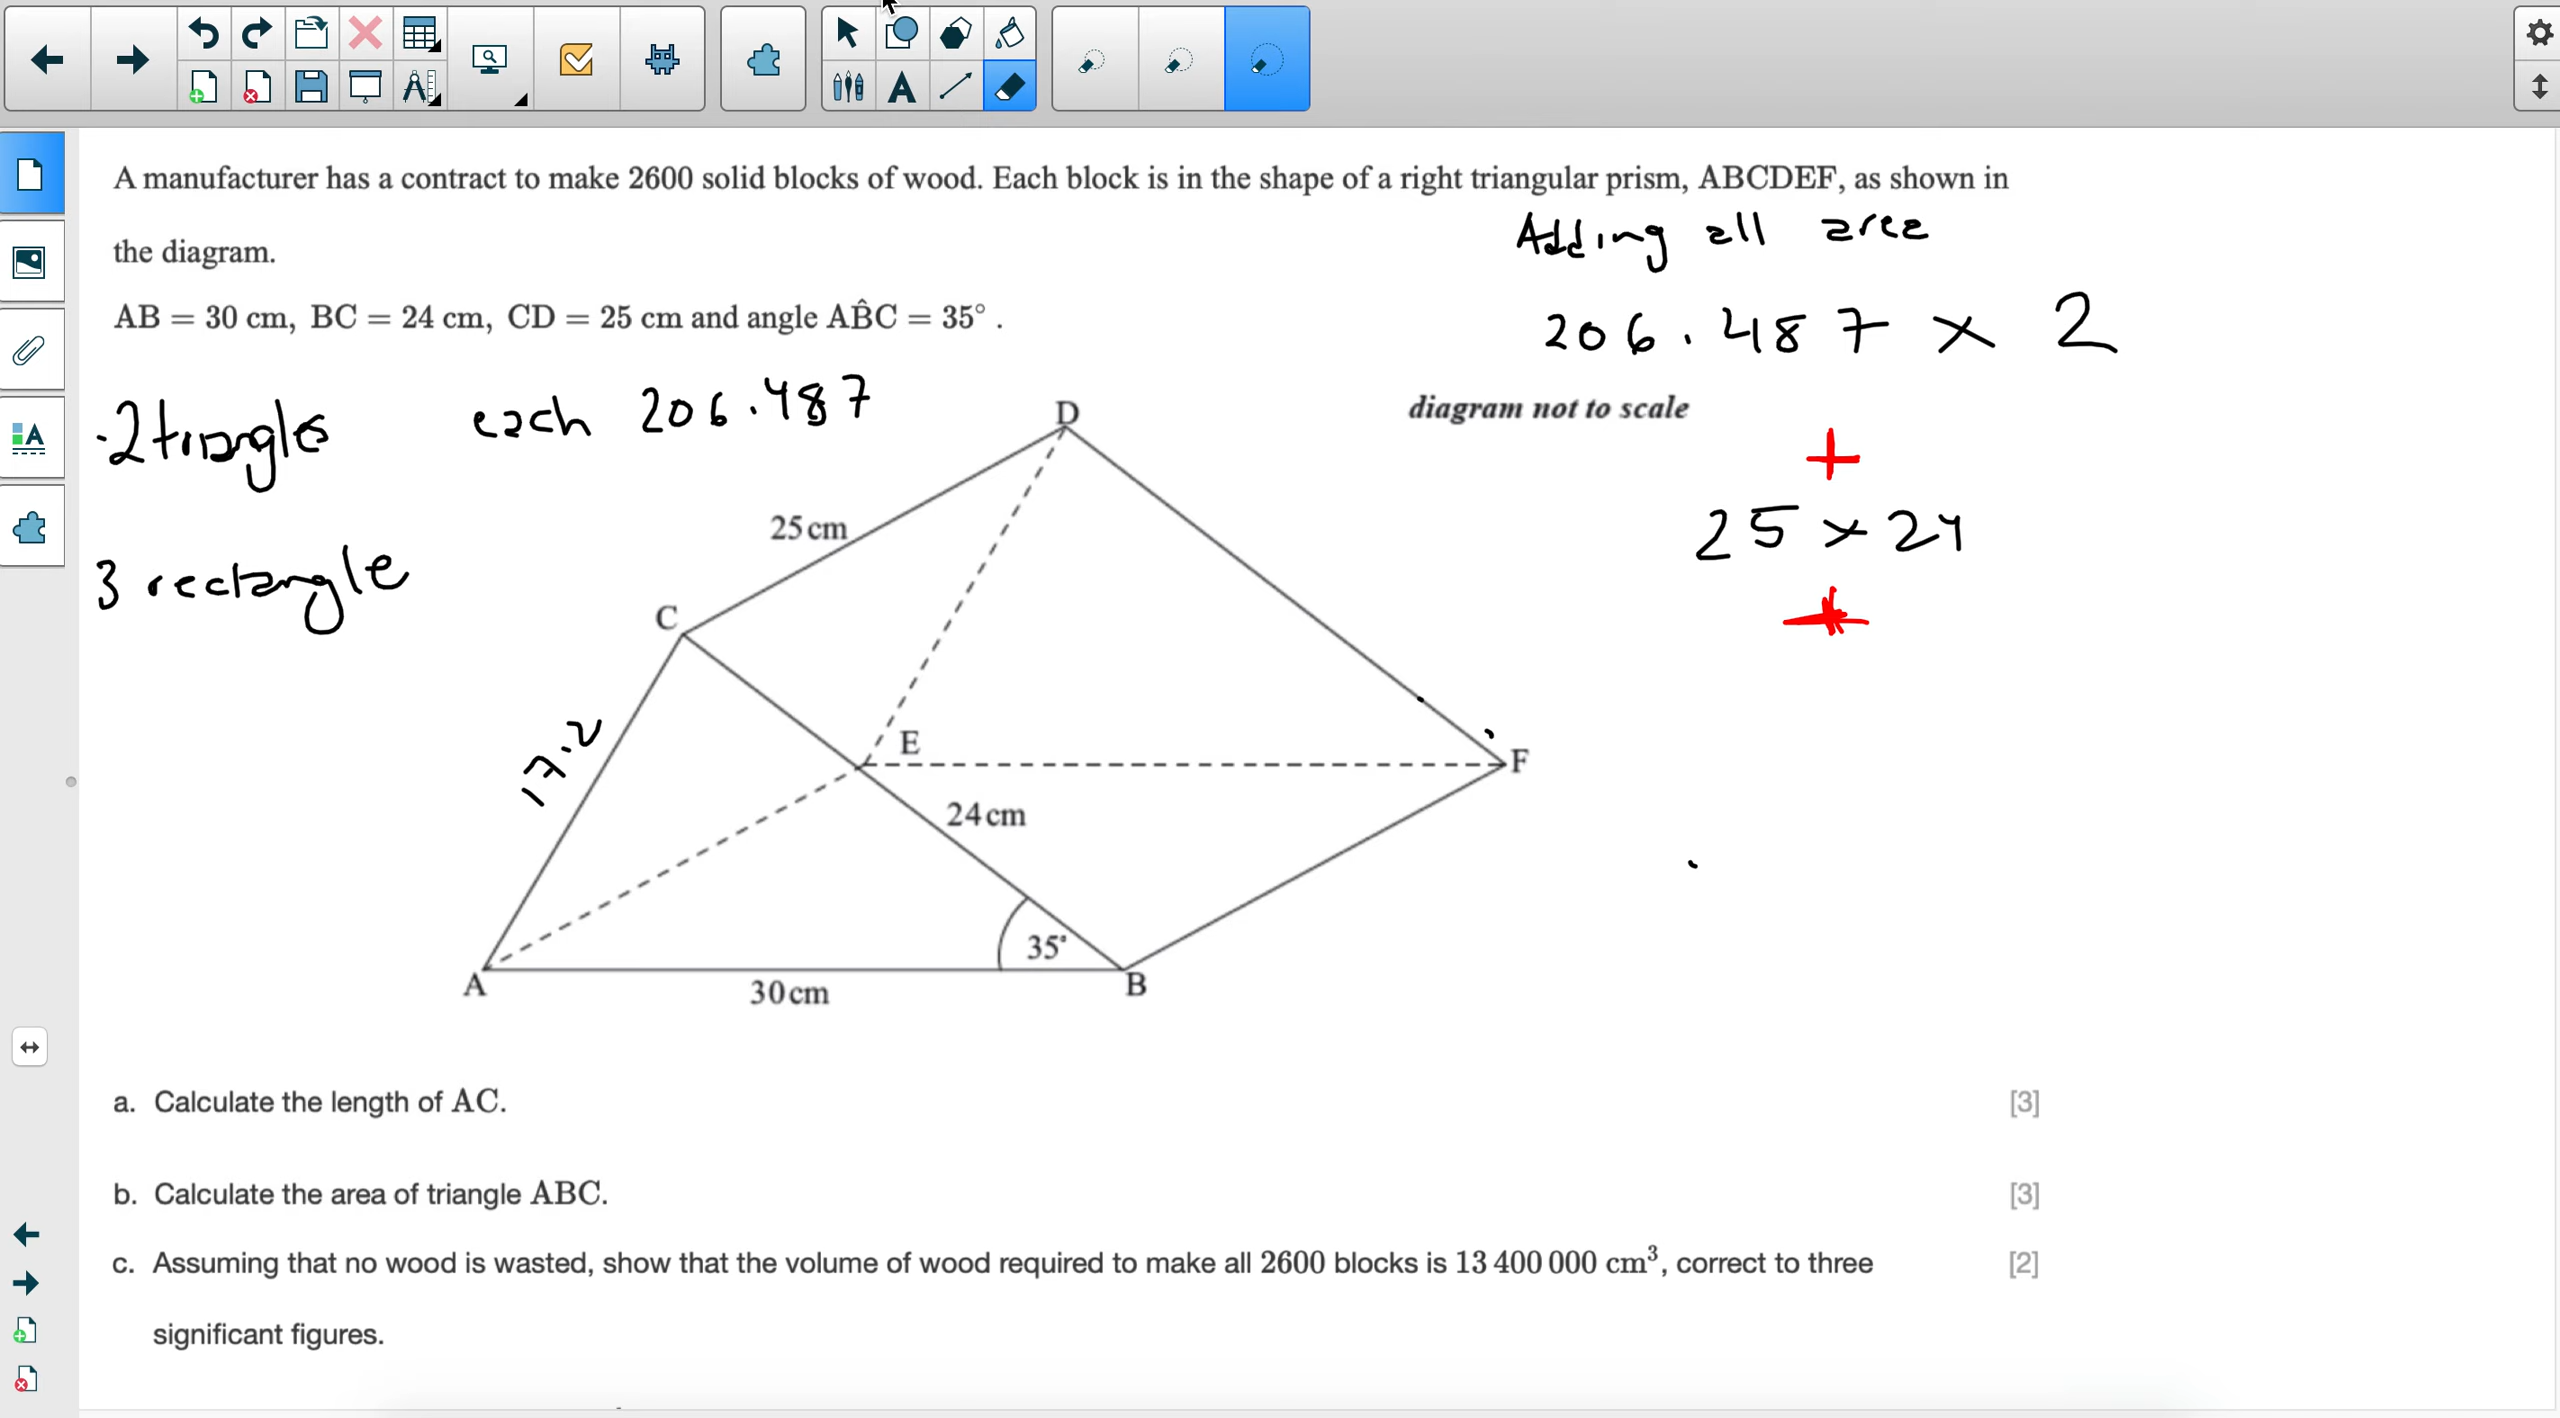 A manufacturer has a contract to make 2600 solid blocks of wood. Each block is in the shape of a right triangular prism, ABCDEF, as shown in
the diagram.
Adding all area
AB = 30 cm, BC = 24 cm, CD = 25 cm and angle AB̂C = 35° .
206.487 × 2
2 triangles
each 206.487
diagram not to scale
+
25 × 24
+
3 rectangle
D
25 cm
C
17.2
E
F
24 cm
35°
A
30 cm
B
a. Calculate the length of AC. [3]
b. Calculate the area of triangle ABC. [3]
c. Assuming that no wood is wasted, show that the volume of wood required to make all 2600 blocks is 13 400 000 cm³, correct to three [2]
significant figures.